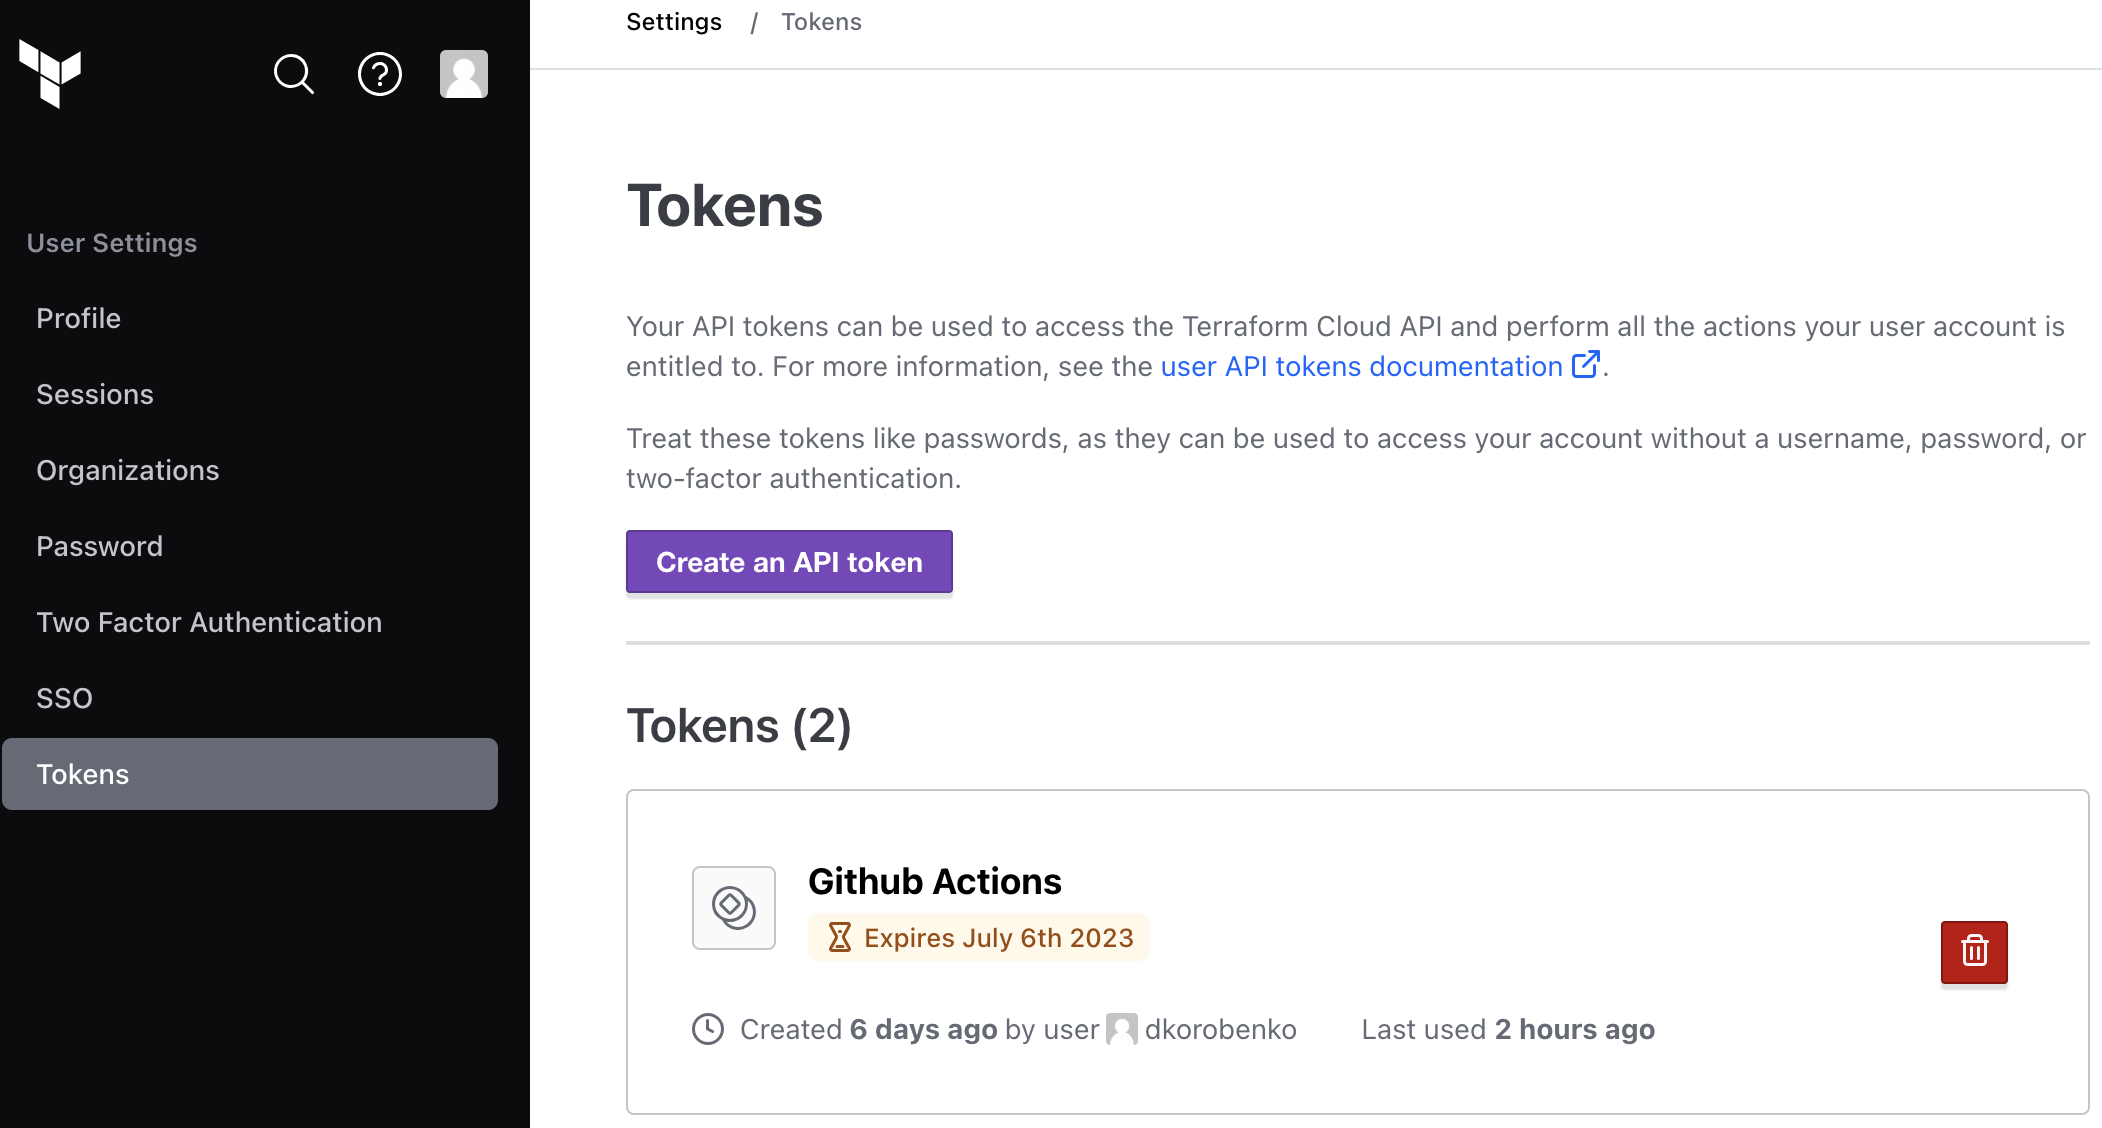 Settings / Tokens
User Settings
Profile
Sessions
Organizations
Password
Two Factor Authentication
SSO
Tokens
Tokens
Your API tokens can be used to access the Terraform Cloud API and perform all the actions your user account is
entitled to. For more information, see the user API tokens documentation.
Treat these tokens like passwords, as they can be used to access your account without a username, password, or
two-factor authentication.
Create an API token
Tokens (2)
Github Actions
Expires July 6th 2023
Created 6 days ago by user dkorobenko Last used 2 hours ago